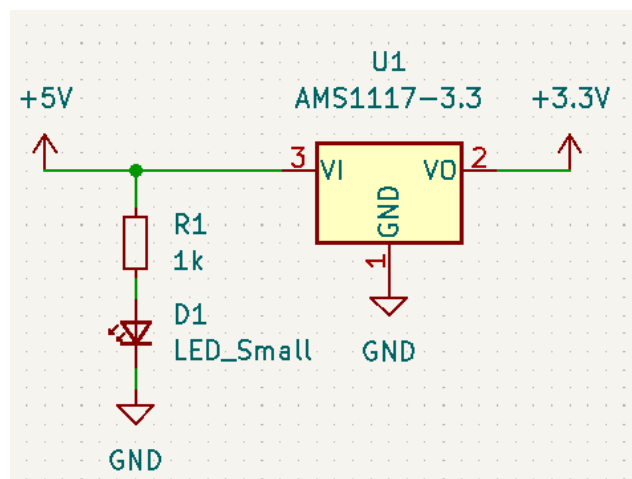 U1
+5V
AMS1117-3.3
+3.3V
3
VI
VO
2
GND
1
R1
1k
D1
LED_Small
GND
GND